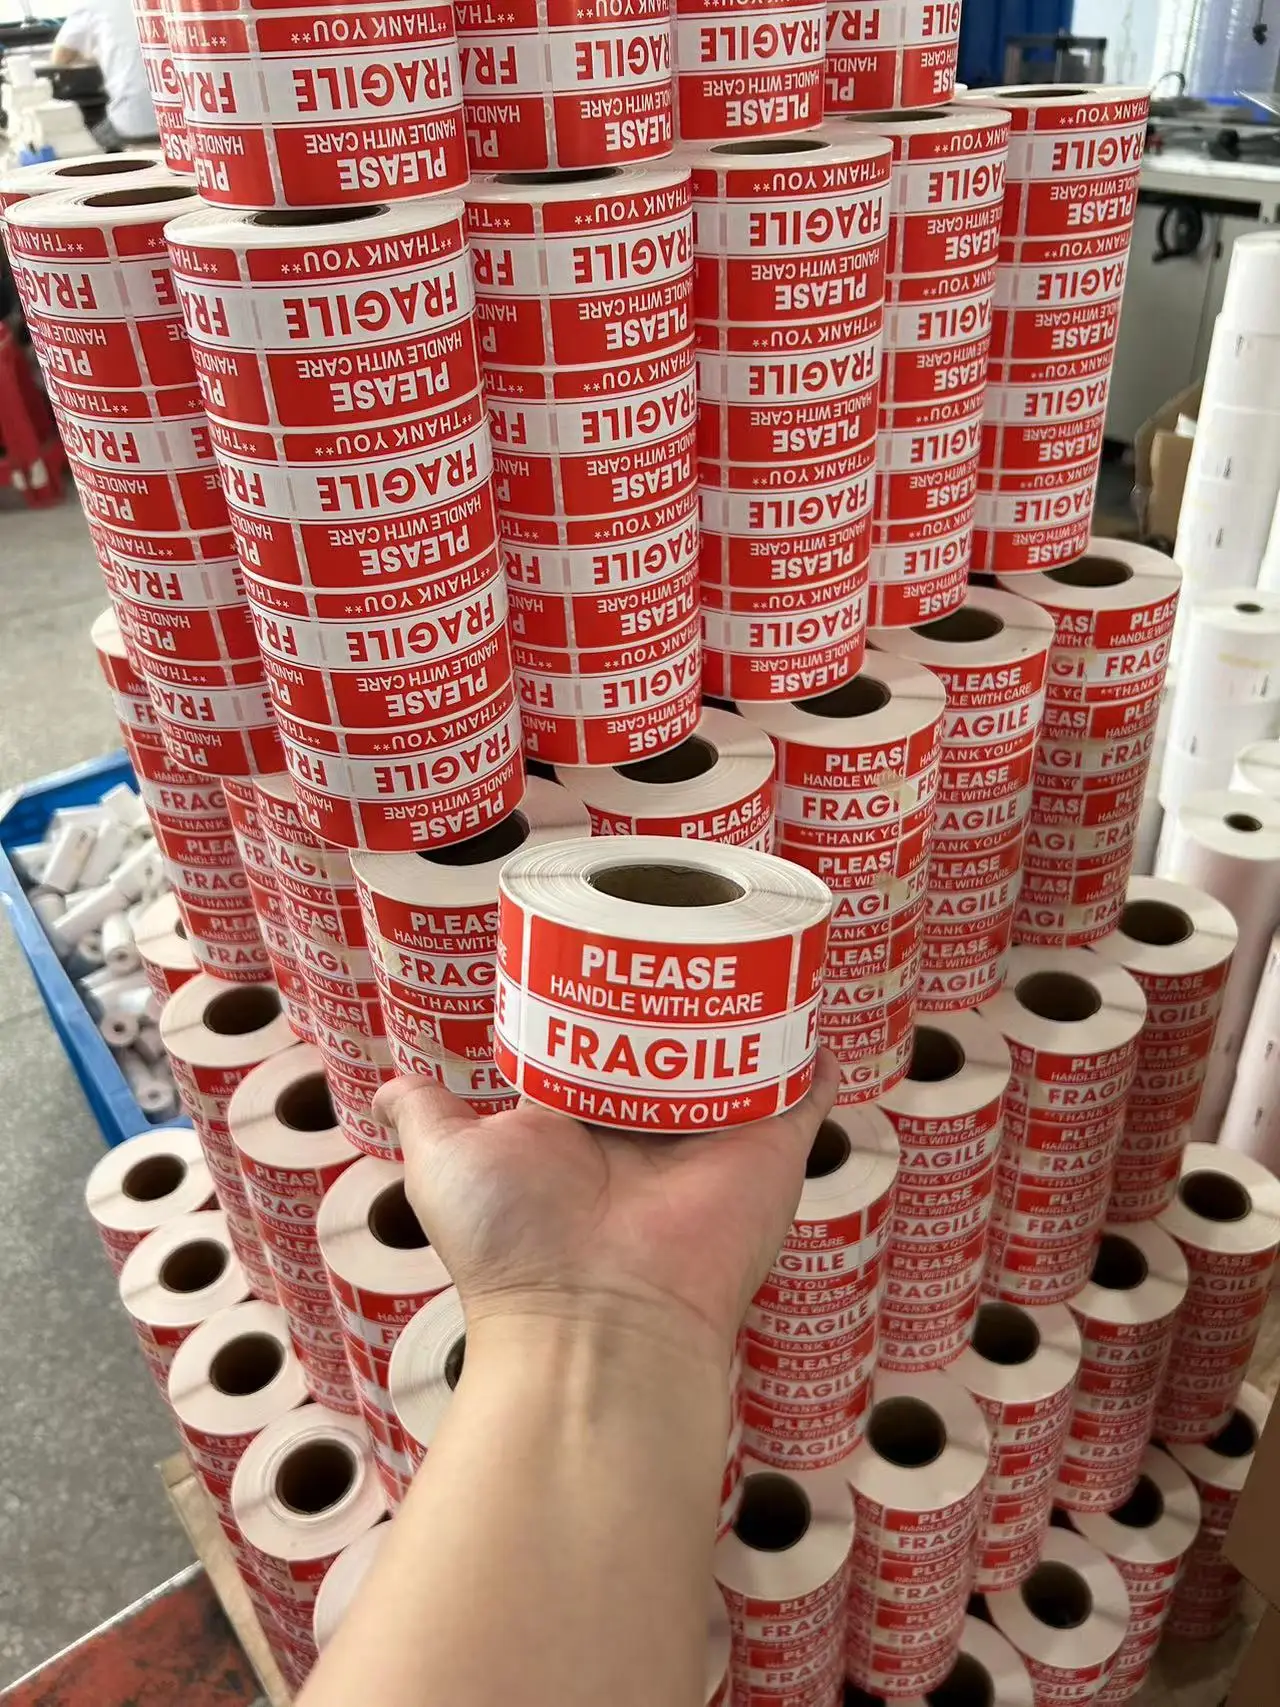 PLEASE
HANDLE WITH CARE
FRAGILE
**THANK YOU**